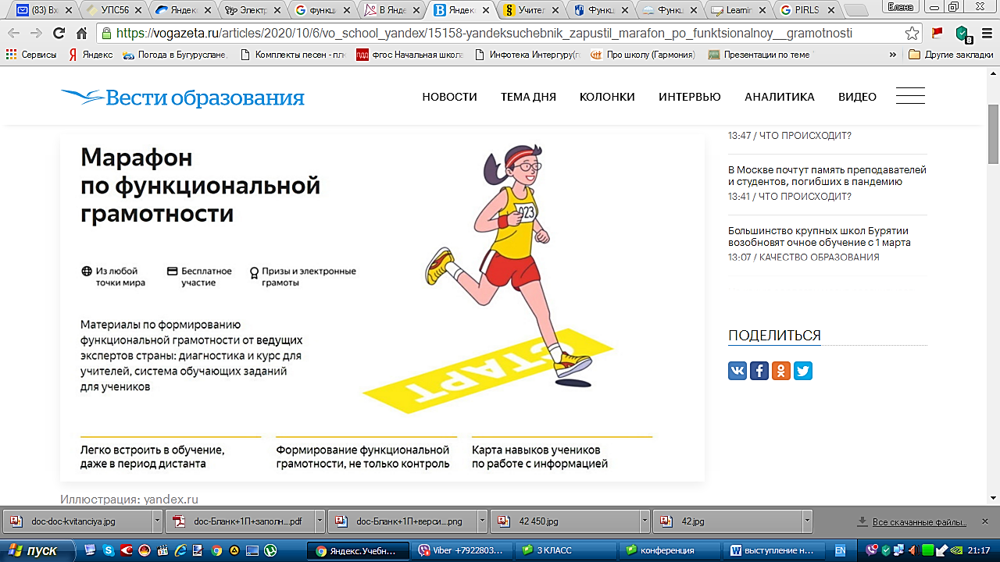 (83) Вх
УПС56
Яндек
Электр
функц
В Янде
Яндек
Учител
Функц
Функц
Learnin
PIRLS
Елена
https://vogazeta.ru/articles/2020/10/6/vo_school_yandex/15158-yandeksuchebnik_zapustil_marafon_po_funktsionalnoy__gramotnosti
8
Сервисы
Яндекс
Погода в Бугуруслане
Комплекты песен - пл
ПДД
фгос Начальная школа
Инфотека Интергуру(г
Про школу (Гармония)
Презентации по теме
»
Другие закладки
Вести образования
НОВОСТИ
ТЕМА ДНЯ
КОЛОНКИ
ИНТЕРВЬЮ
АНАЛИТИКА
ВИДЕО
Марафон
по функциональной
грамотности
Из любой
точки мира
Бесплатное
участие
Призы и электронные
грамоты
Материалы по формированию
функциональной грамотности от ведущих
экспертов страны: диагностика и курс для
учителей, система обучающих заданий
для учеников
023
СТАРТ
Легко встроить в обучение,
даже в период дистанта
Формирование функциональной
грамотности, не только контроль
Карта навыков учеников
по работе с информацией
Иллюстрация: yandex.ru
13:47 / ЧТО ПРОИСХОДИТ?
В Москве почтут память преподавателей
и студентов, погибших в пандемию
13:41 / ЧТО ПРОИСХОДИТ?
Большинство крупных школ Бурятии
возобновят очное обучение с 1 марта
13:07 / КАЧЕСТВО ОБРАЗОВАНИЯ
ПОДЕЛИТЬСЯ
doc-doc-kvitanciya.jpg
doc-Бланк+1П+заполн....pdf
doc-Бланк+1П+верси....png
42 450.jpg
42.jpg
Все скачанные файлы...
пуск
Яндекс.Учебн...
Viber +7922803...
3 КЛАСС
конференция
выступление н...
EN
21:17